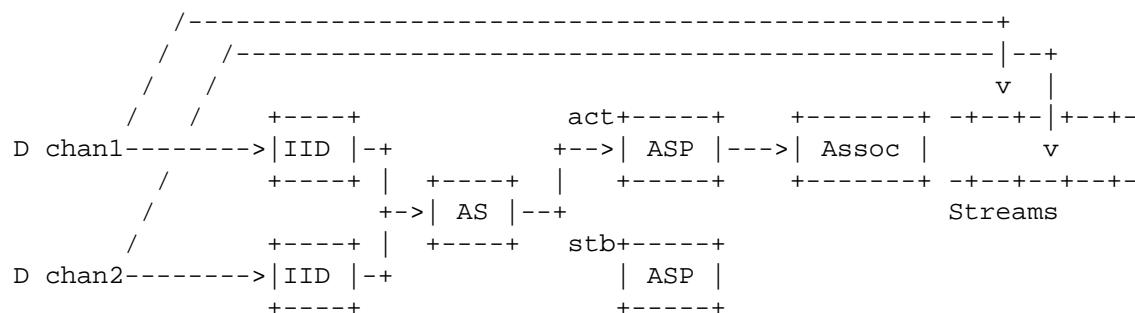 act
D chan1 IID ASP Assoc
AS Streams
stb
D chan2 IID ASP